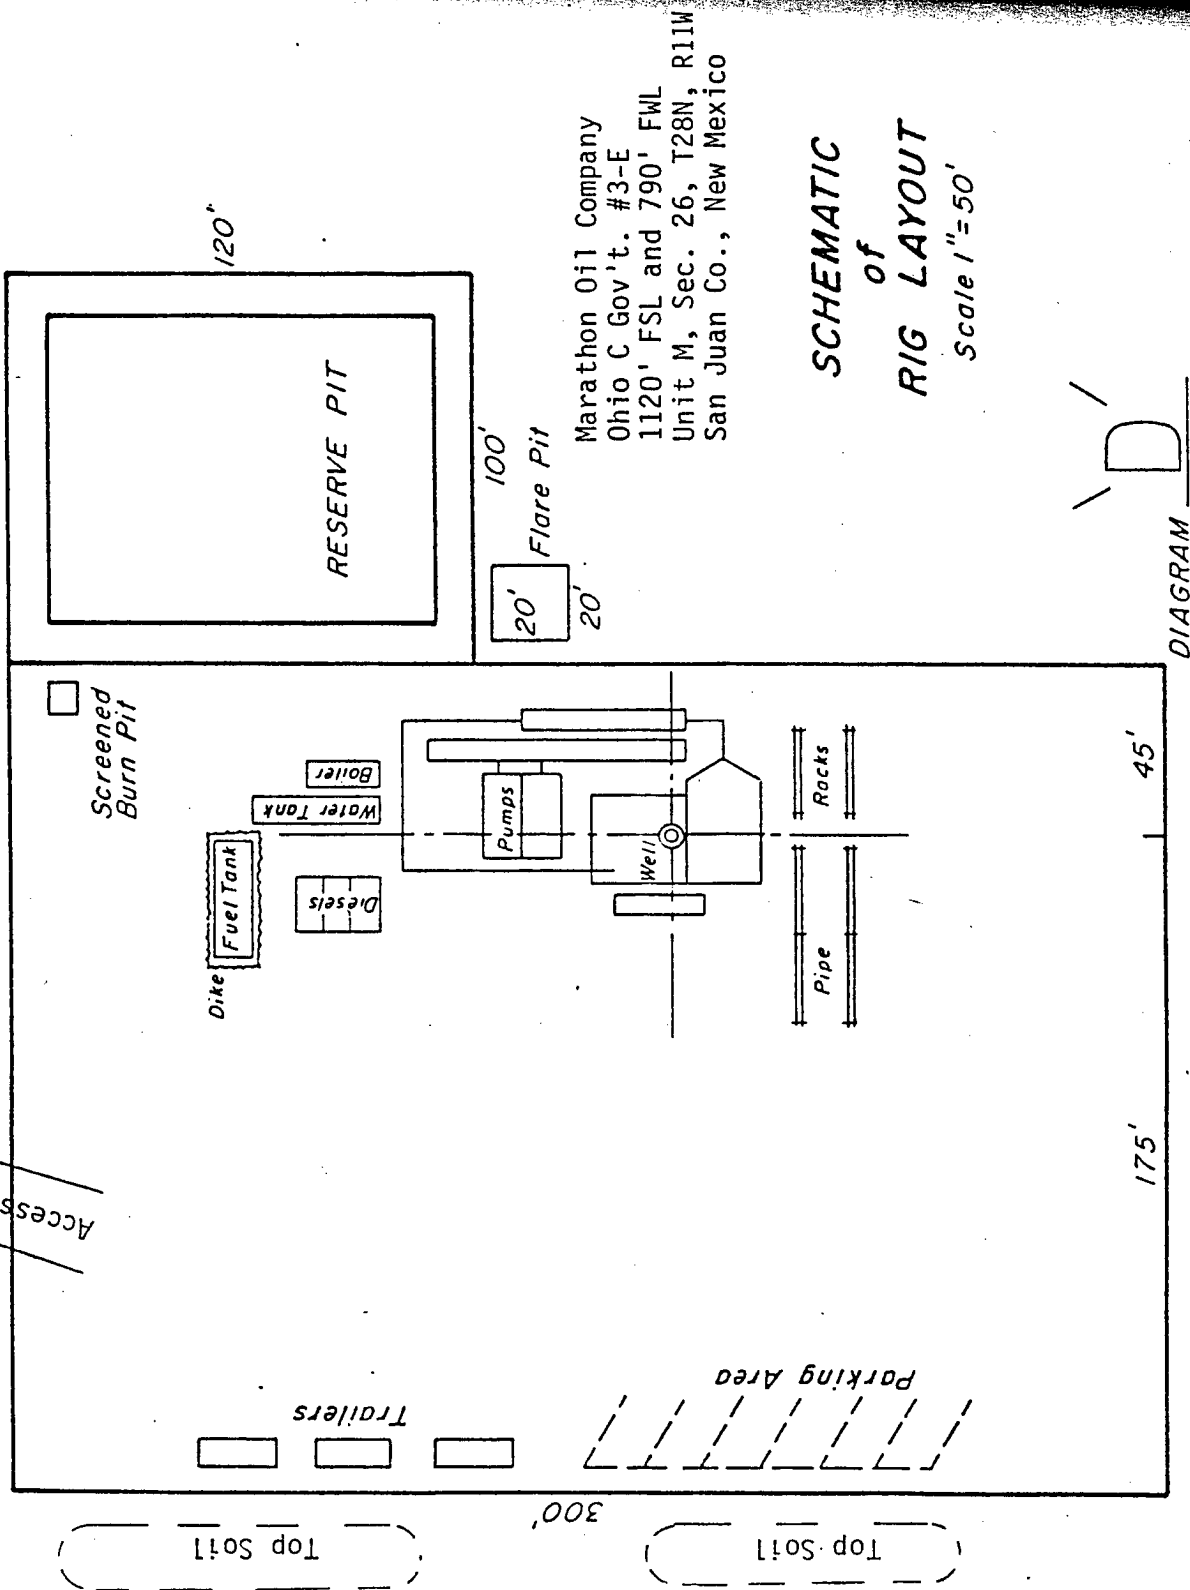 120"
RESERVE PIT
100'
Flare Pit
20'
20'
Marathon Oil Company
Ohio C Gov't. #3-E
1120' FSL and 790' FWL
Unit M, Sec. 26, T28N, R11W
San Juan Co., New Mexico
SCHEMATIC
of
RIG LAYOUT
Scale 1"=50'
DIAGRAM D
Screened
Burn Pit
Boiler
Water Tank
Fuel Tank
Dike
Diesels
Pumps
Well
Pipe
Racks
45'
175'
Access
Trailers
Parking Area
300'
Top Soil
Top Soil